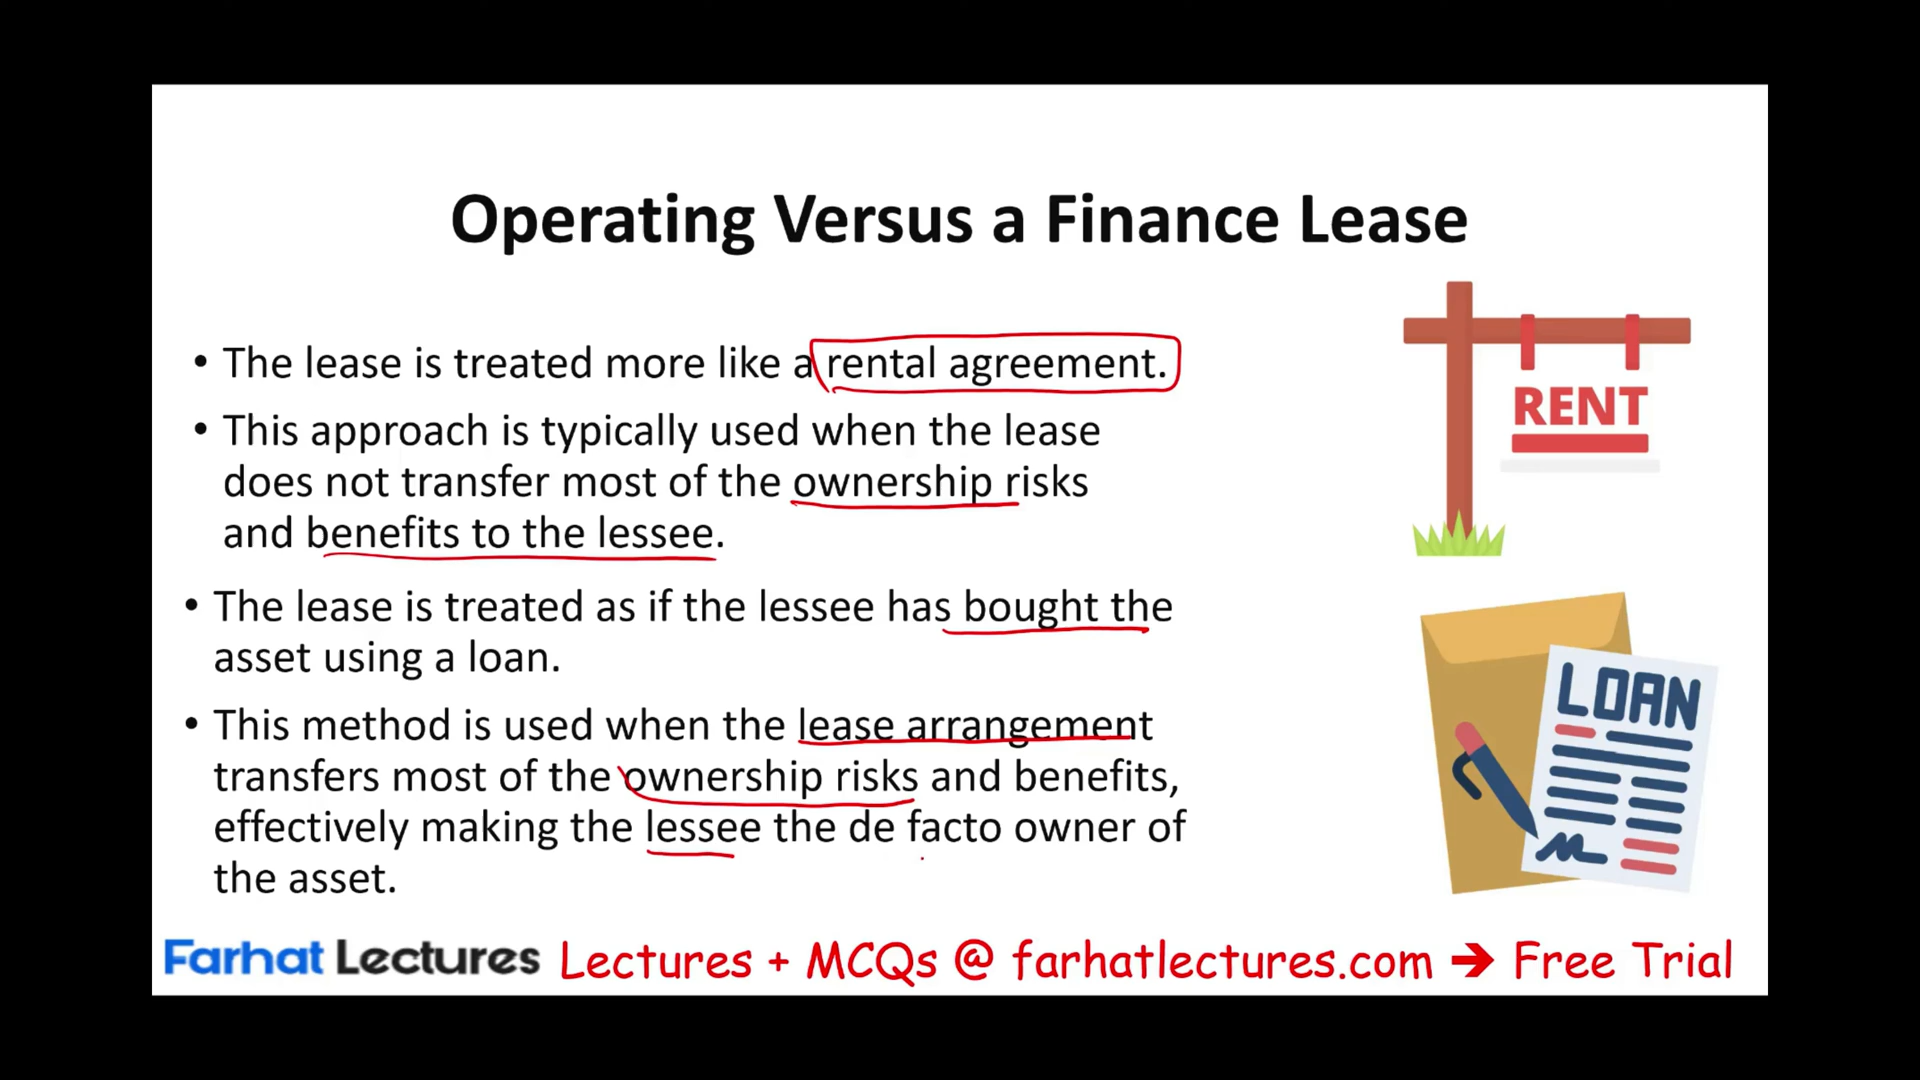 Operating Versus a Finance Lease
• The lease is treated more like a rental agreement.
• This approach is typically used when the lease
does not transfer most of the ownership risks
and benefits to the lessee.
• The lease is treated as if the lessee has bought the
asset using a loan.
• This method is used when the lease arrangement
transfers most of the ownership risks and benefits,
effectively making the lessee the de facto owner of
the asset.
RENT
LOAN
Farhat Lectures Lectures + MCQs @ farhatlectures.com ➔ Free Trial